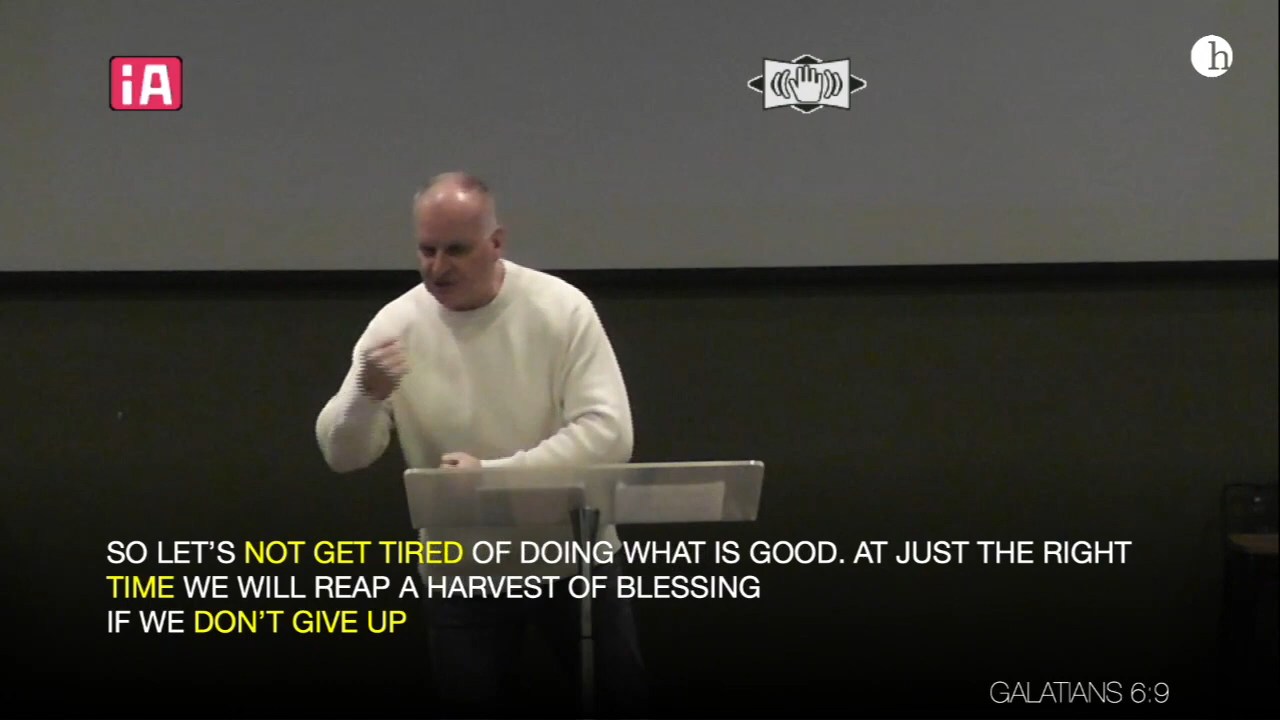 iA
h
SO LET'S NOT GET TIRED OF DOING WHAT IS GOOD. AT JUST THE RIGHT
TIME WE WILL REAP A HARVEST OF BLESSING
IF WE DON'T GIVE UP
GALATIANS 6:9